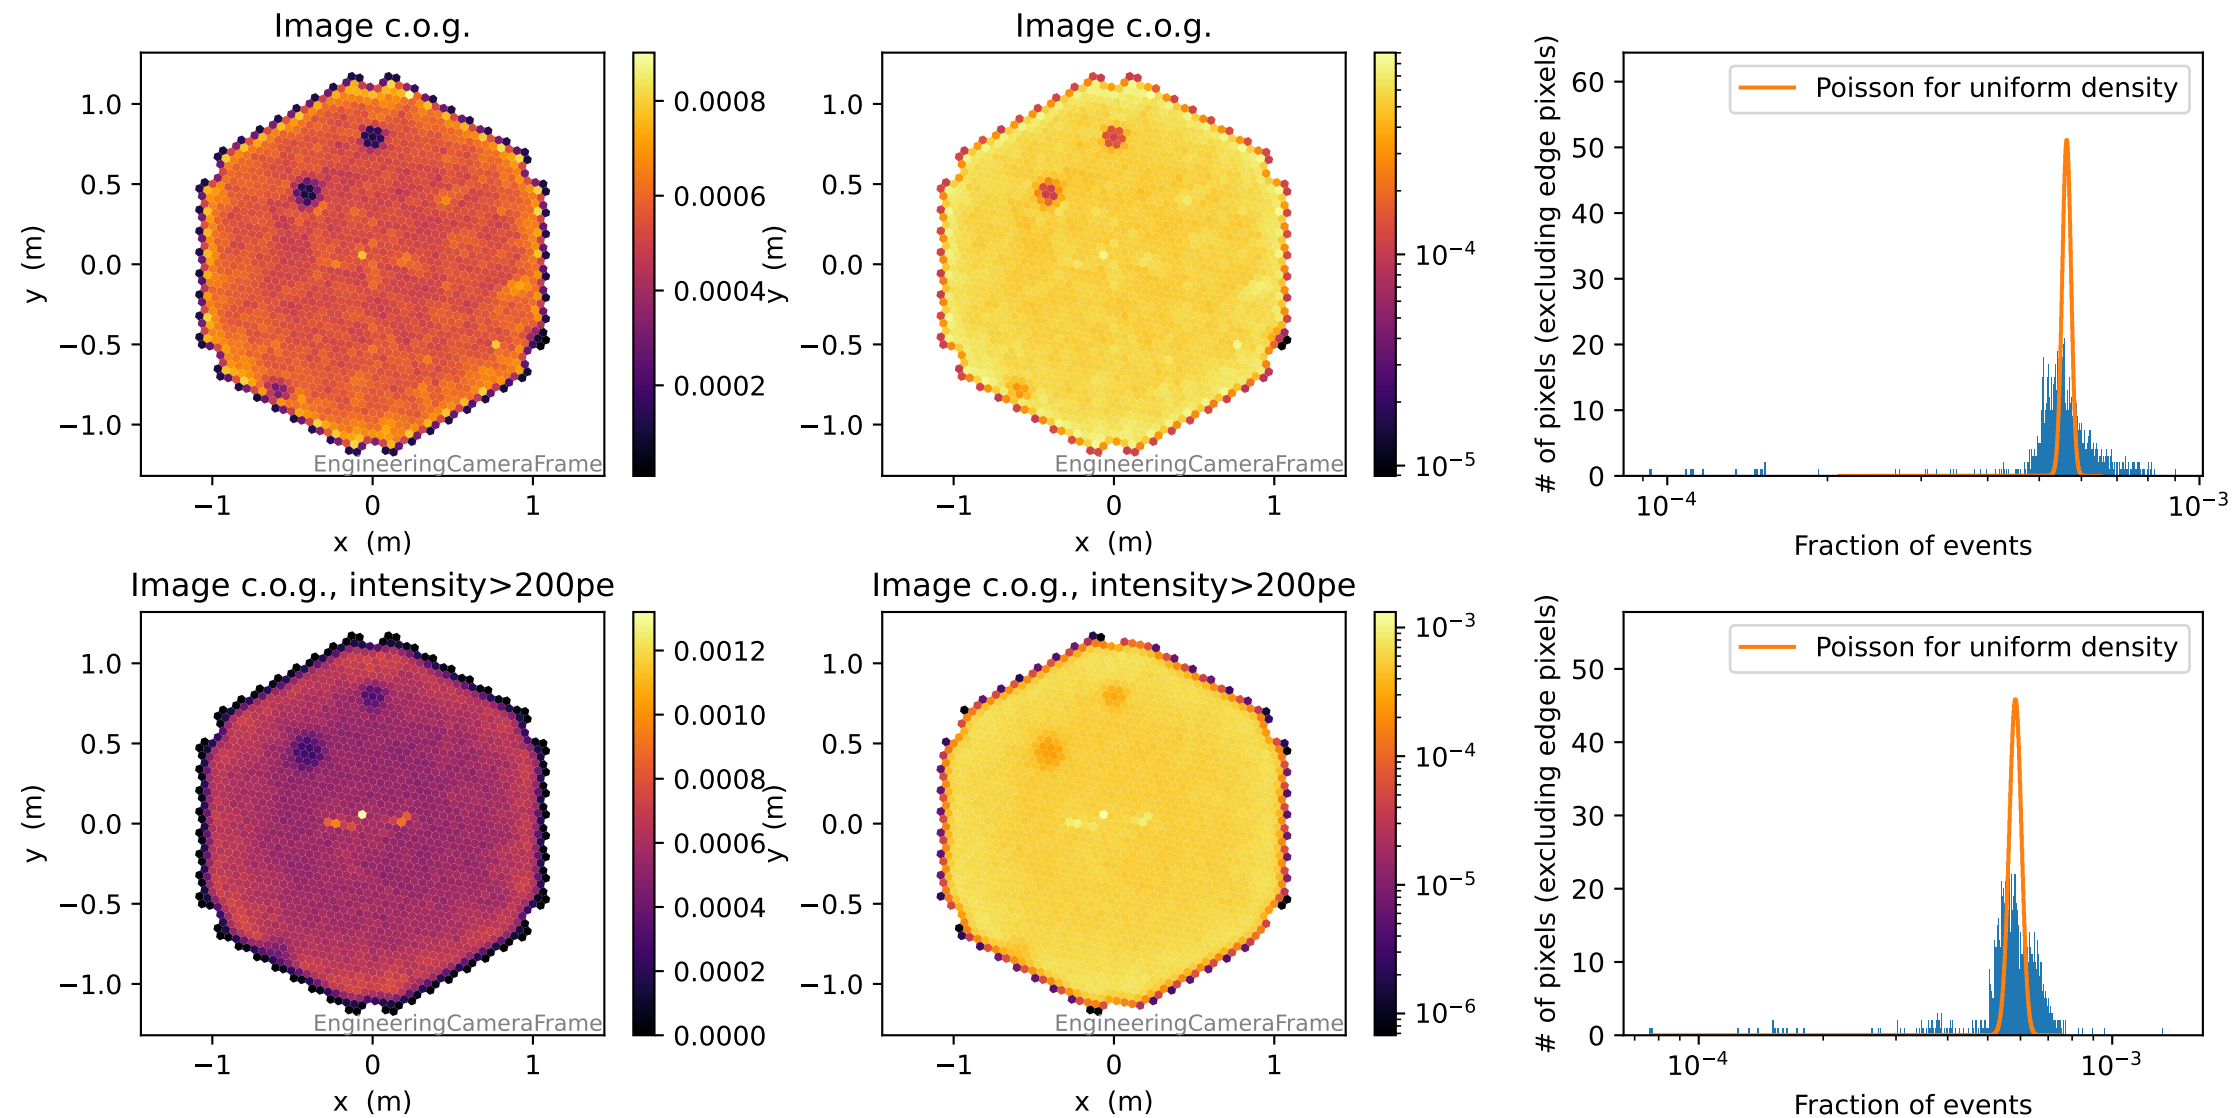 Image c.o.g.
1.0
0.5
0.0
−0.5
−1.0
y (m)
−1 0 1
x (m)
EngineeringCameraFrame
0.0008
0.0006
0.0004
0.0002
Image c.o.g.
1.0
0.5
0.0
−0.5
−1.0
y (m)
−1 0 1
x (m)
EngineeringCameraFrame
10⁻⁴
10⁻⁵
# of pixels (excluding edge pixels)
60
50
40
30
20
10
0
Poisson for uniform density
10⁻⁴ 10⁻³
Fraction of events
Image c.o.g., intensity>200pe
1.0
0.5
0.0
−0.5
−1.0
y (m)
−1 0 1
x (m)
EngineeringCameraFrame
0.0012
0.0010
0.0008
0.0006
0.0004
0.0002
0.0000
Image c.o.g., intensity>200pe
1.0
0.5
0.0
−0.5
−1.0
y (m)
−1 0 1
x (m)
EngineeringCameraFrame
10⁻³
10⁻⁴
10⁻⁵
10⁻⁶
# of pixels (excluding edge pixels)
50
40
30
20
10
0
Poisson for uniform density
10⁻⁴ 10⁻³
Fraction of events